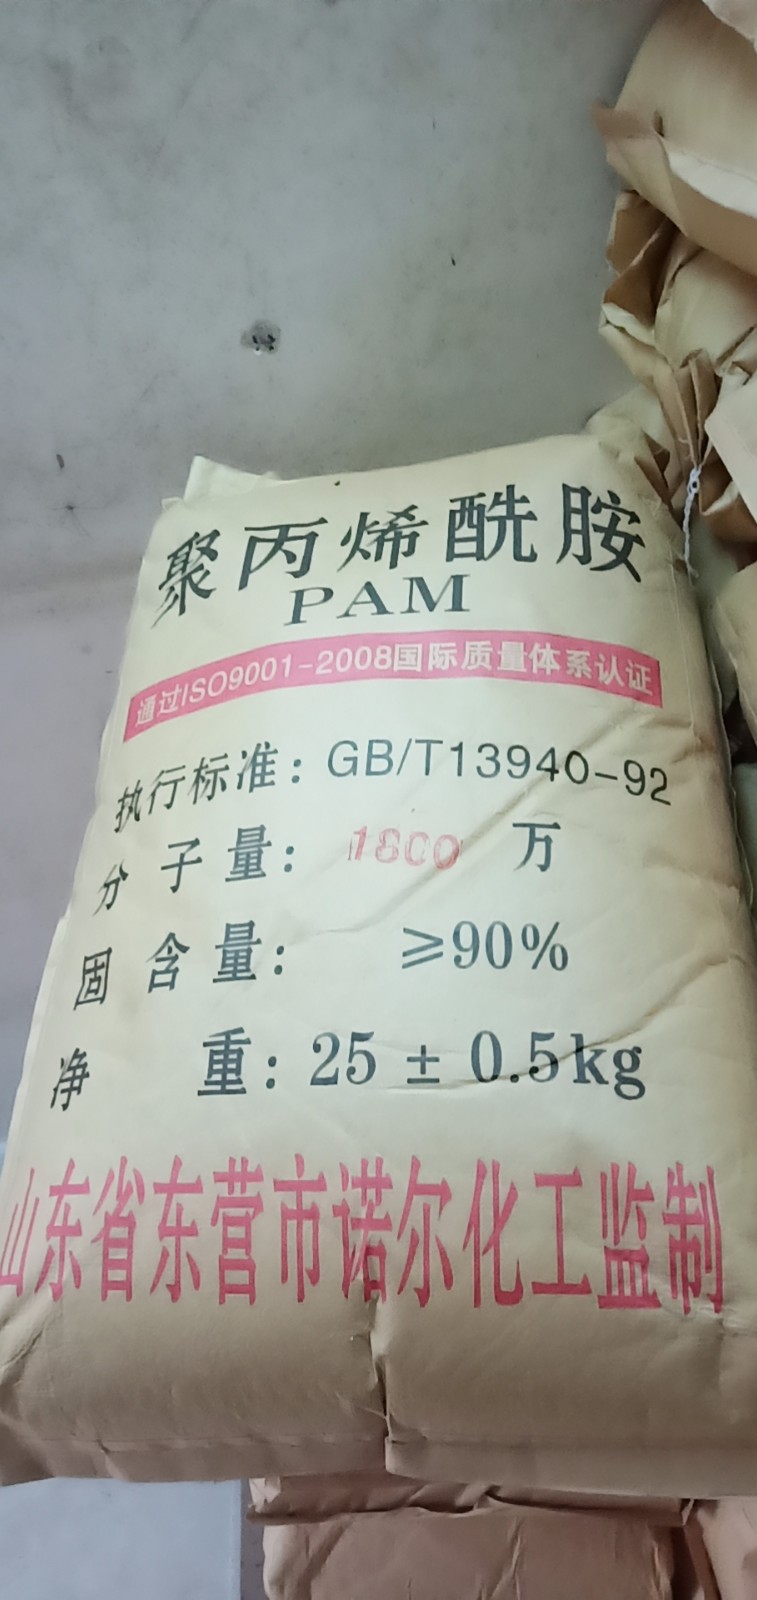 聚丙烯酰胺
PAM
通过ISO9001-2008国际质量体系认证
执行标准：GB/T13940-92
分子量：1800 万
固含量： ≥90%
净 重：25 ± 0.5kg
山东省东营市诺尔化工监制